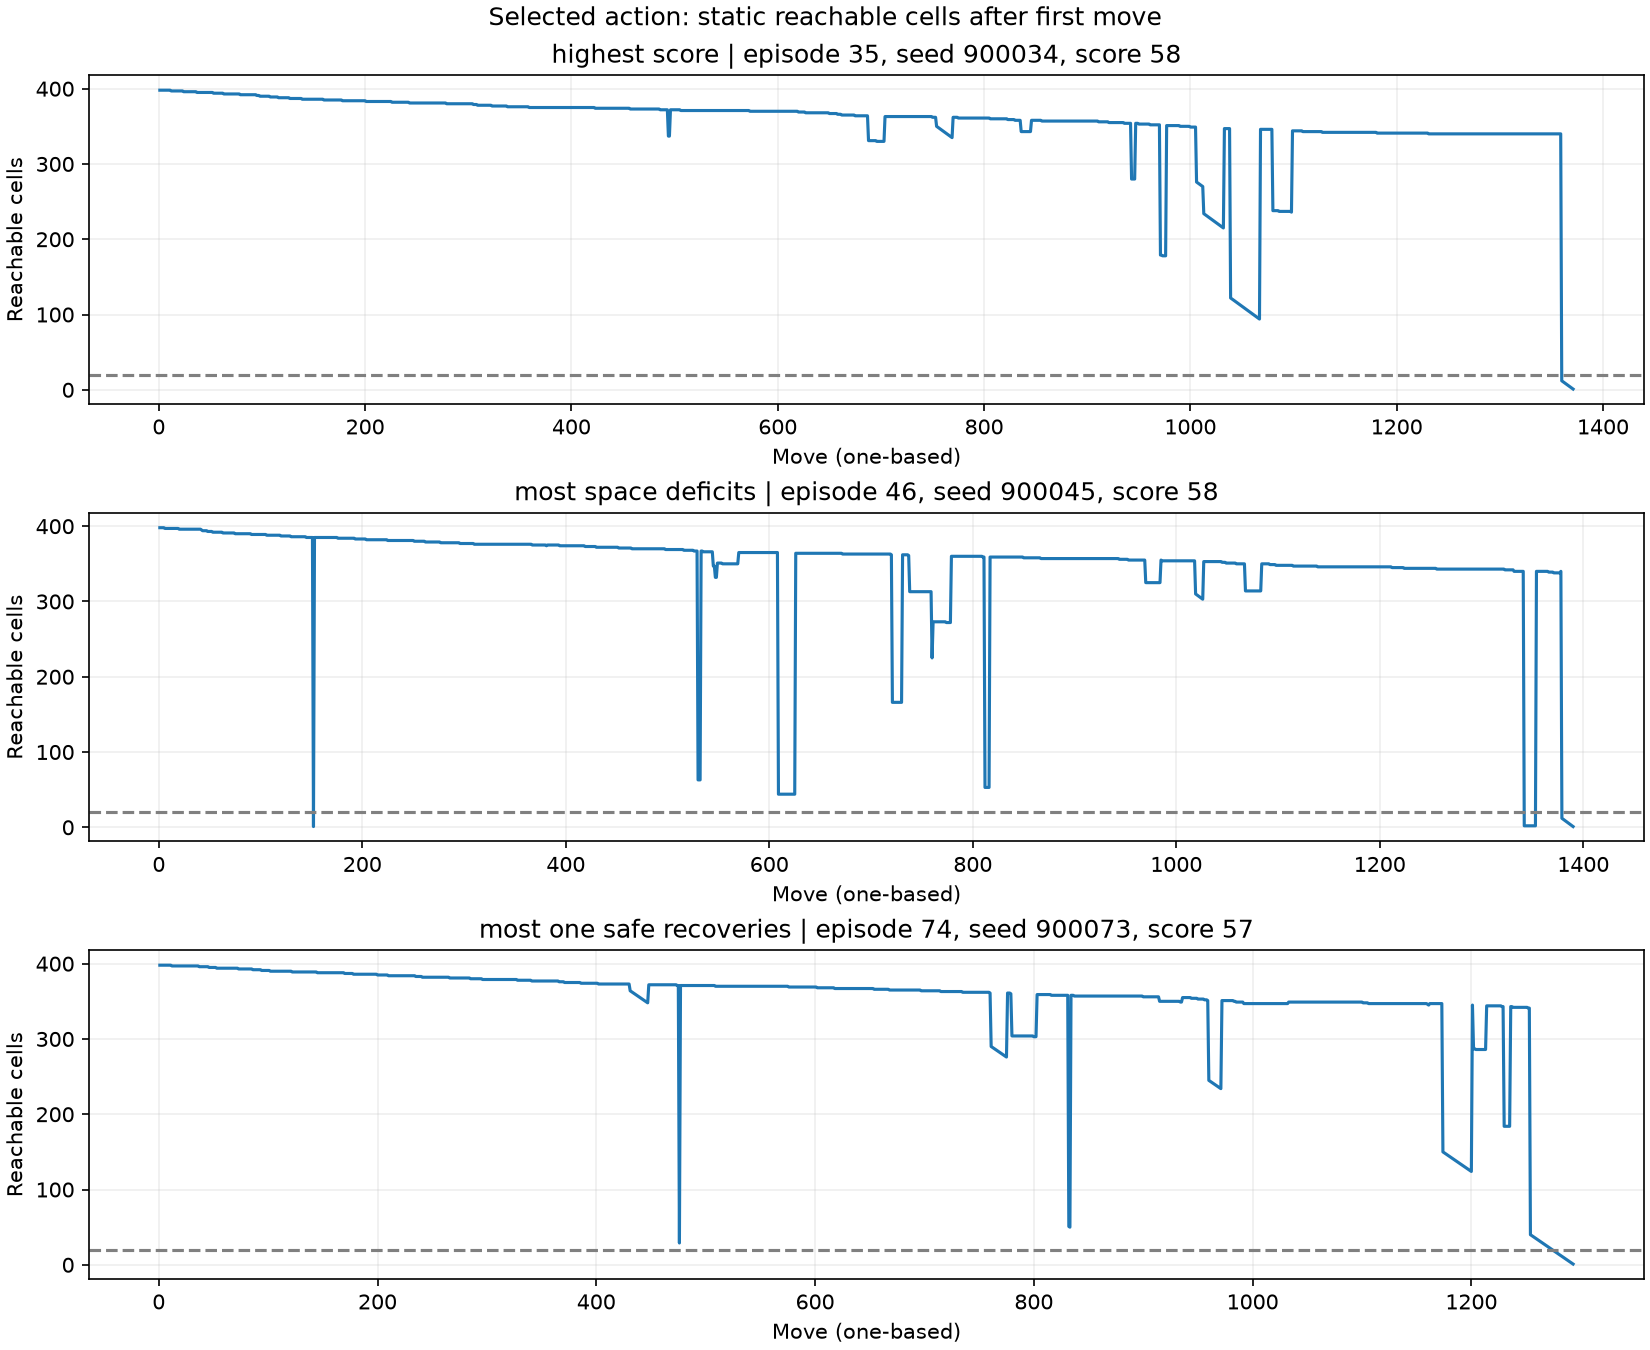 Selected action: static reachable cells after first move
highest score | episode 35, seed 900034, score 58
Reachable cells
400
300
200
100
0
0 200 400 600 800 1000 1200 1400
Move (one-based)
most space deficits | episode 46, seed 900045, score 58
Reachable cells
400
300
200
100
0
0 200 400 600 800 1000 1200 1400
Move (one-based)
most one safe recoveries | episode 74, seed 900073, score 57
Reachable cells
400
300
200
100
0
0 200 400 600 800 1000 1200
Move (one-based)